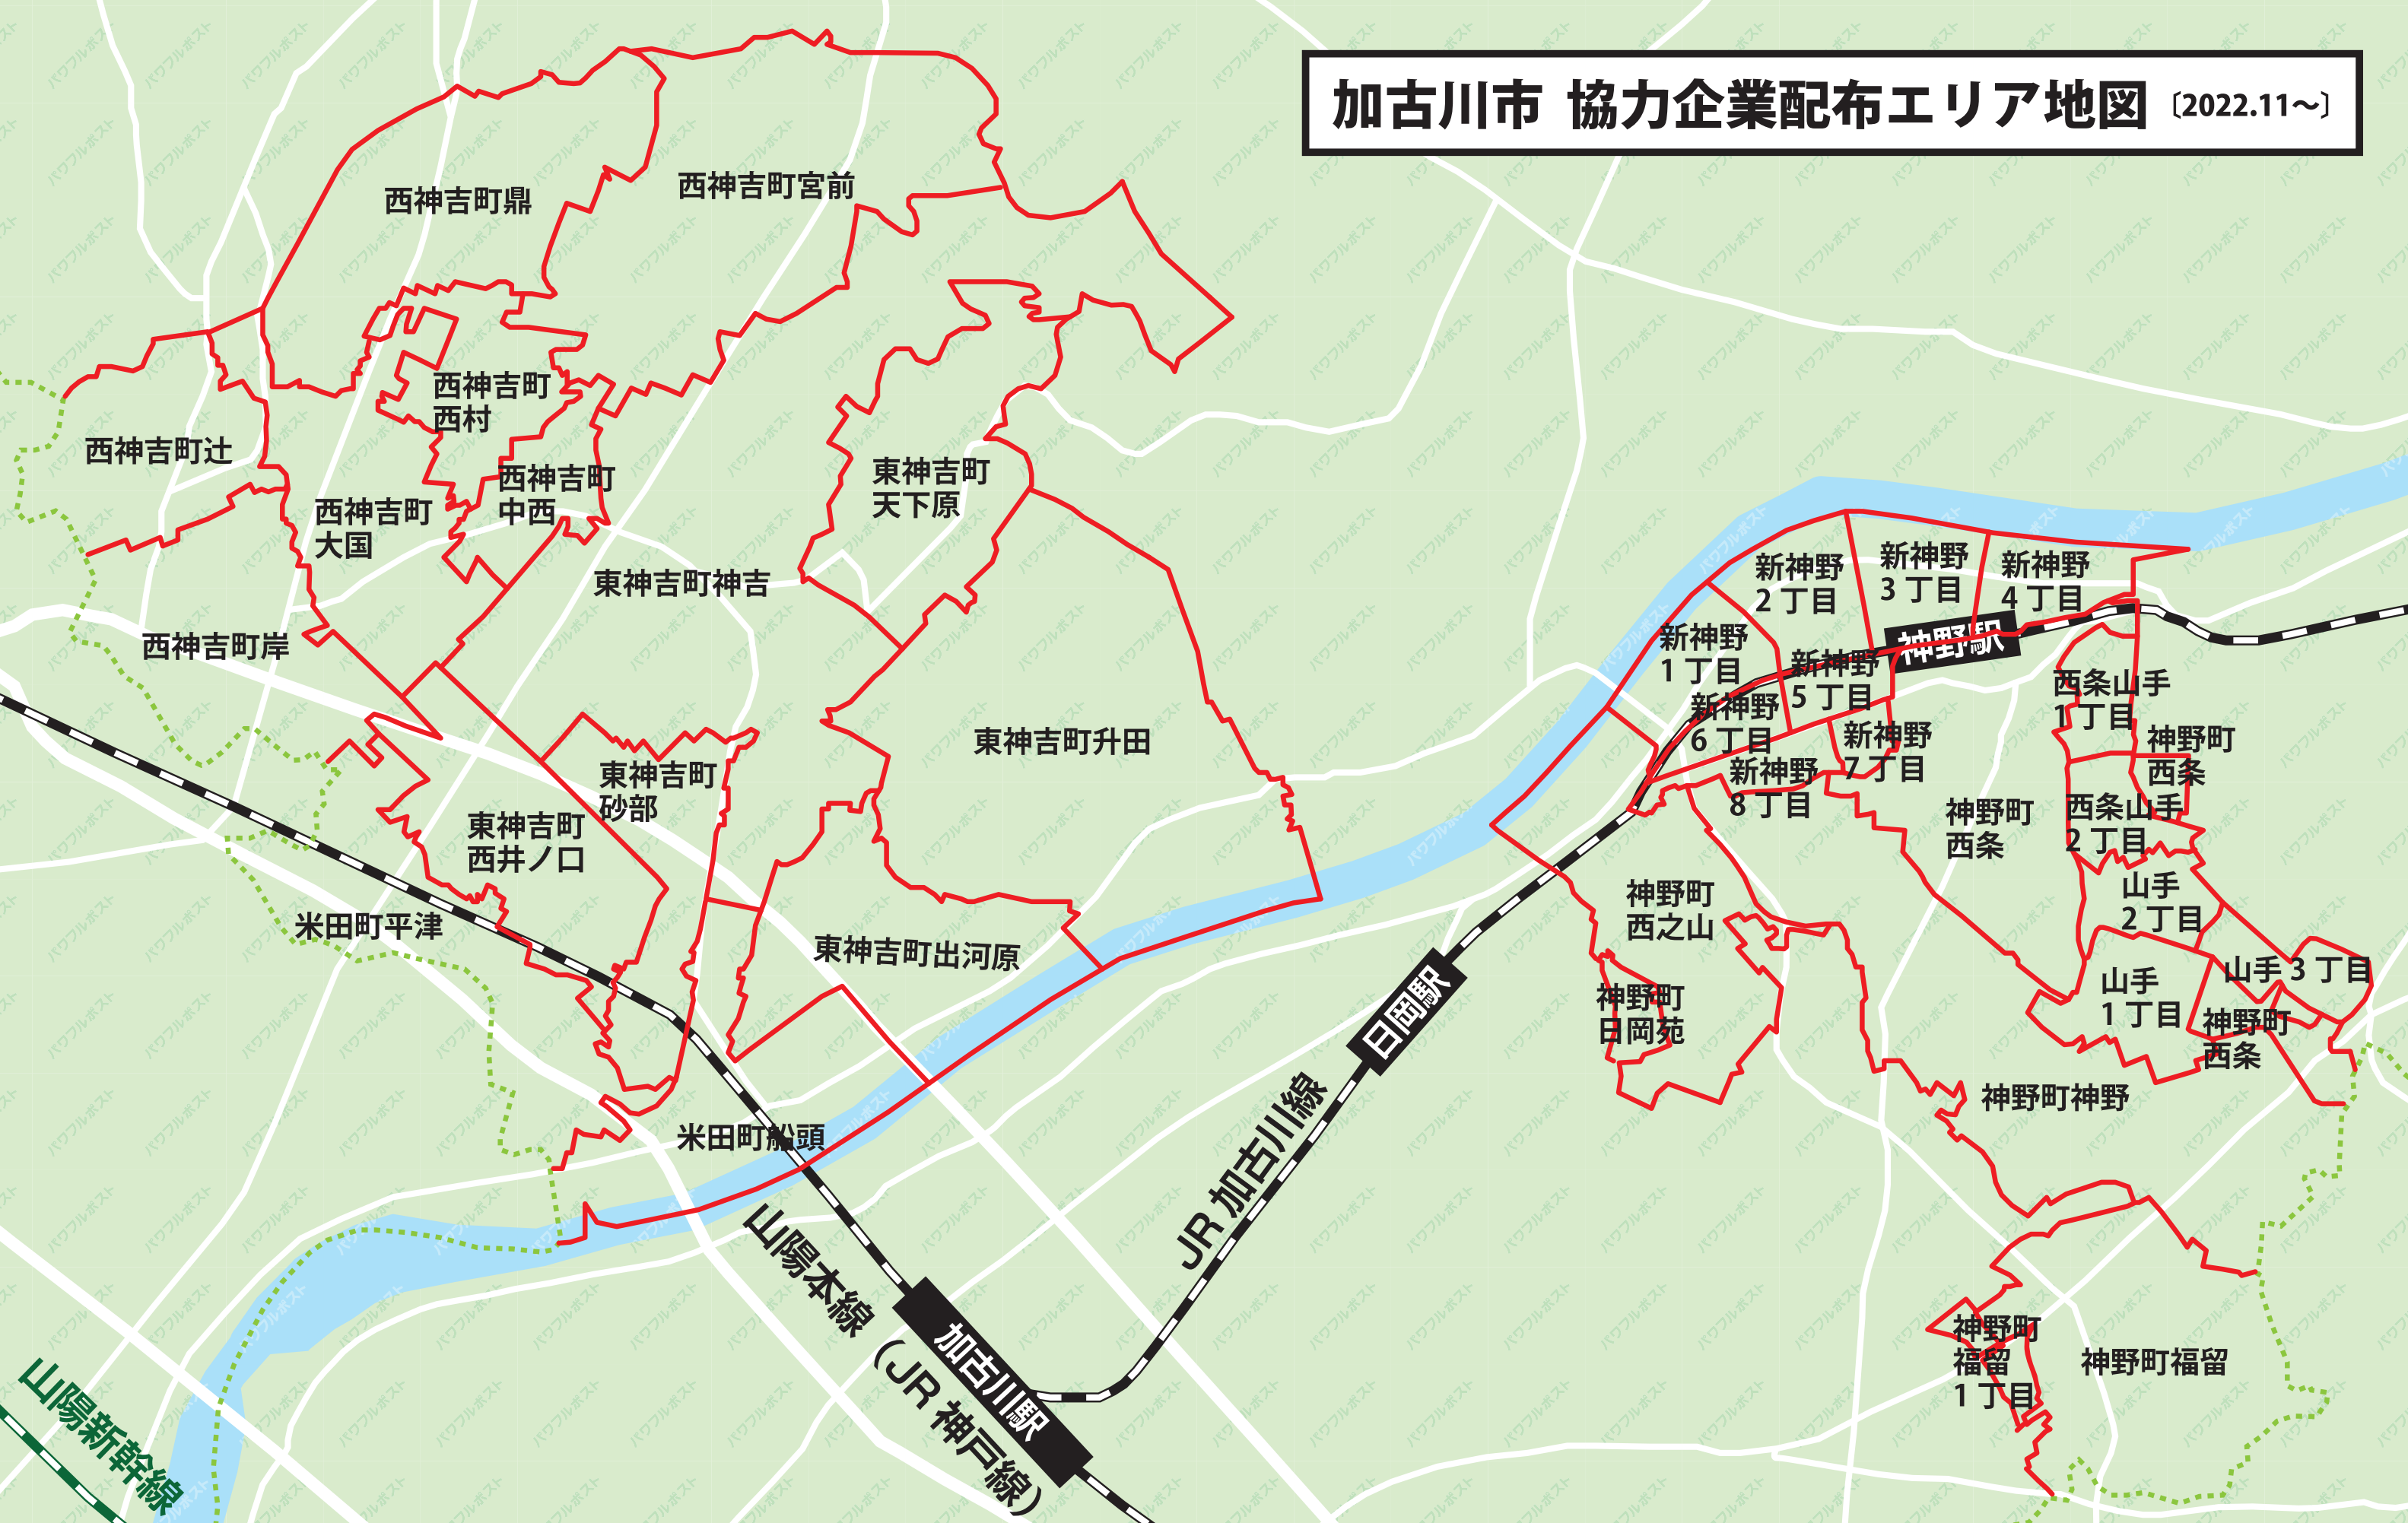 加古川市 協力企業配布エリア地図〔2022.11～〕
西神吉町鼎
西神吉町宮前
西神吉町
西村
西神吉町辻
西神吉町
中西
西神吉町
大国
東神吉町
天下原
東神吉町神吉
西神吉町岸
東神吉町升田
東神吉町
砂部
東神吉町
西井ノ口
米田町平津
東神吉町出河原
米田町船頭
新神野
2 丁目
新神野
3 丁目
新神野
4 丁目
神野駅
新神野
1 丁目
新神野
5 丁目
新神野
6 丁目
新神野
7 丁目
新神野
8 丁目
西条山手
1 丁目
神野町
西条
西条山手
2 丁目
神野町
西条
山手
2 丁目
山手 3 丁目
山手
1 丁目
神野町
西条
神野町
西之山
神野町
日岡苑
神野町神野
神野町
福留
1 丁目
神野町福留
日岡駅
JR 加古川線
加古川駅
山陽本線（JR 神戸線）
山陽新幹線
パワフルポスト